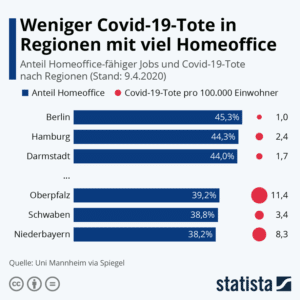 Weniger Covid-19-Tote in
Regionen mit viel Homeoffice
Anteil Homeoffice-fähiger Jobs und Covid-19-Tote
nach Regionen (Stand: 9.4.2020)
Anteil Homeoffice Covid-19-Tote pro 100.000 Einwohner
Berlin 45,3% 1,0
Hamburg 44,3% 2,4
Darmstadt 44,0% 1,7
...
Oberpfalz 39,2% 11,4
Schwaben 38,8% 3,4
Niederbayern 38,2% 8,3
Quelle: Uni Mannheim via Spiegel
statista